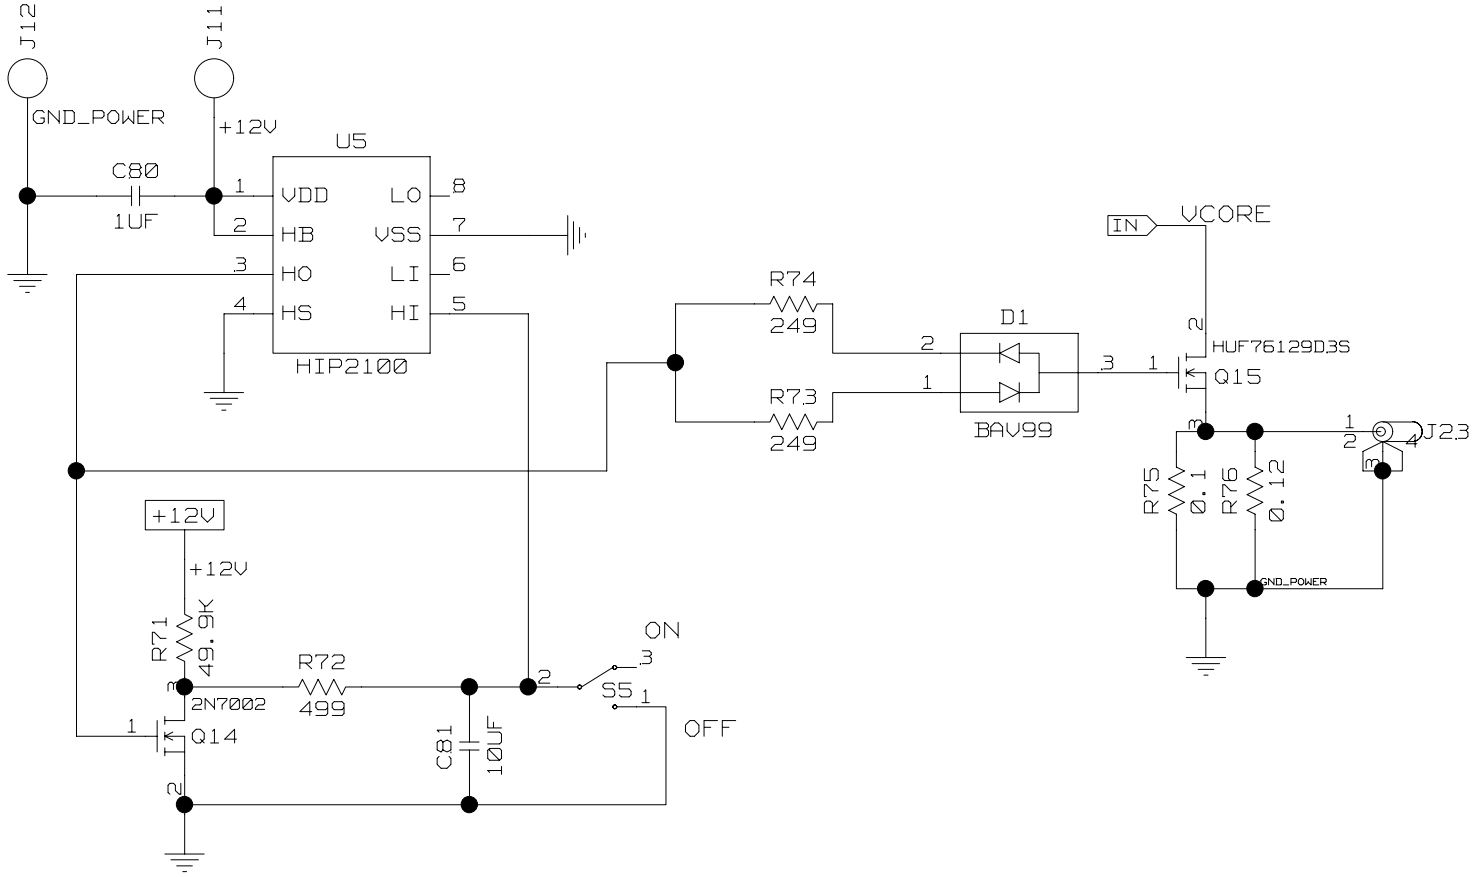 J12
J11
GND_POWER
+12V
U5
C80
1UF
1 VDD
2 HB
3 HO
4 HS
LO 8
VSS 7
LI 6
HI 5
HIP2100
IN
VCORE
R74
249
R73
249
D1
2
1
3
BAV99
2
HUF76129D3S
1
Q15
3
1
2
4
J23
3
R75
0.1
R76
0.12
GND_POWER
+12V
+12V
R71
49.9K
3
2N7002
1
Q14
2
R72
499
C81
10UF
2
ON
3
S5
1
OFF